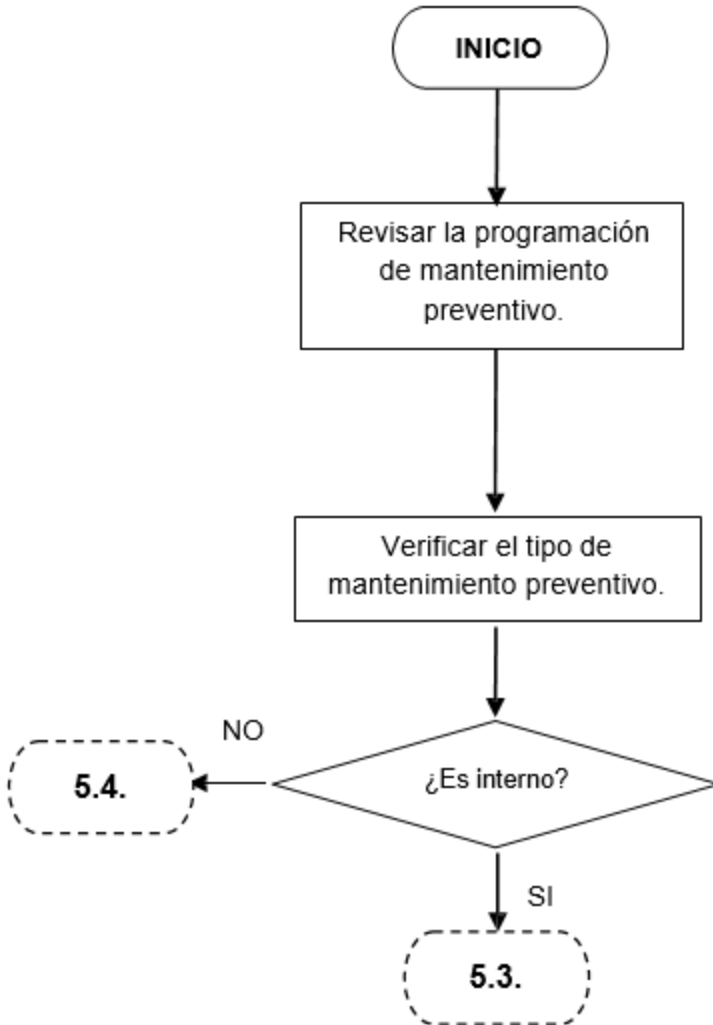 INICIO
Revisar la programación
de mantenimiento
preventivo.
Verificar el tipo de
mantenimiento preventivo.
NO
¿Es interno?
5.4.
SI
5.3.